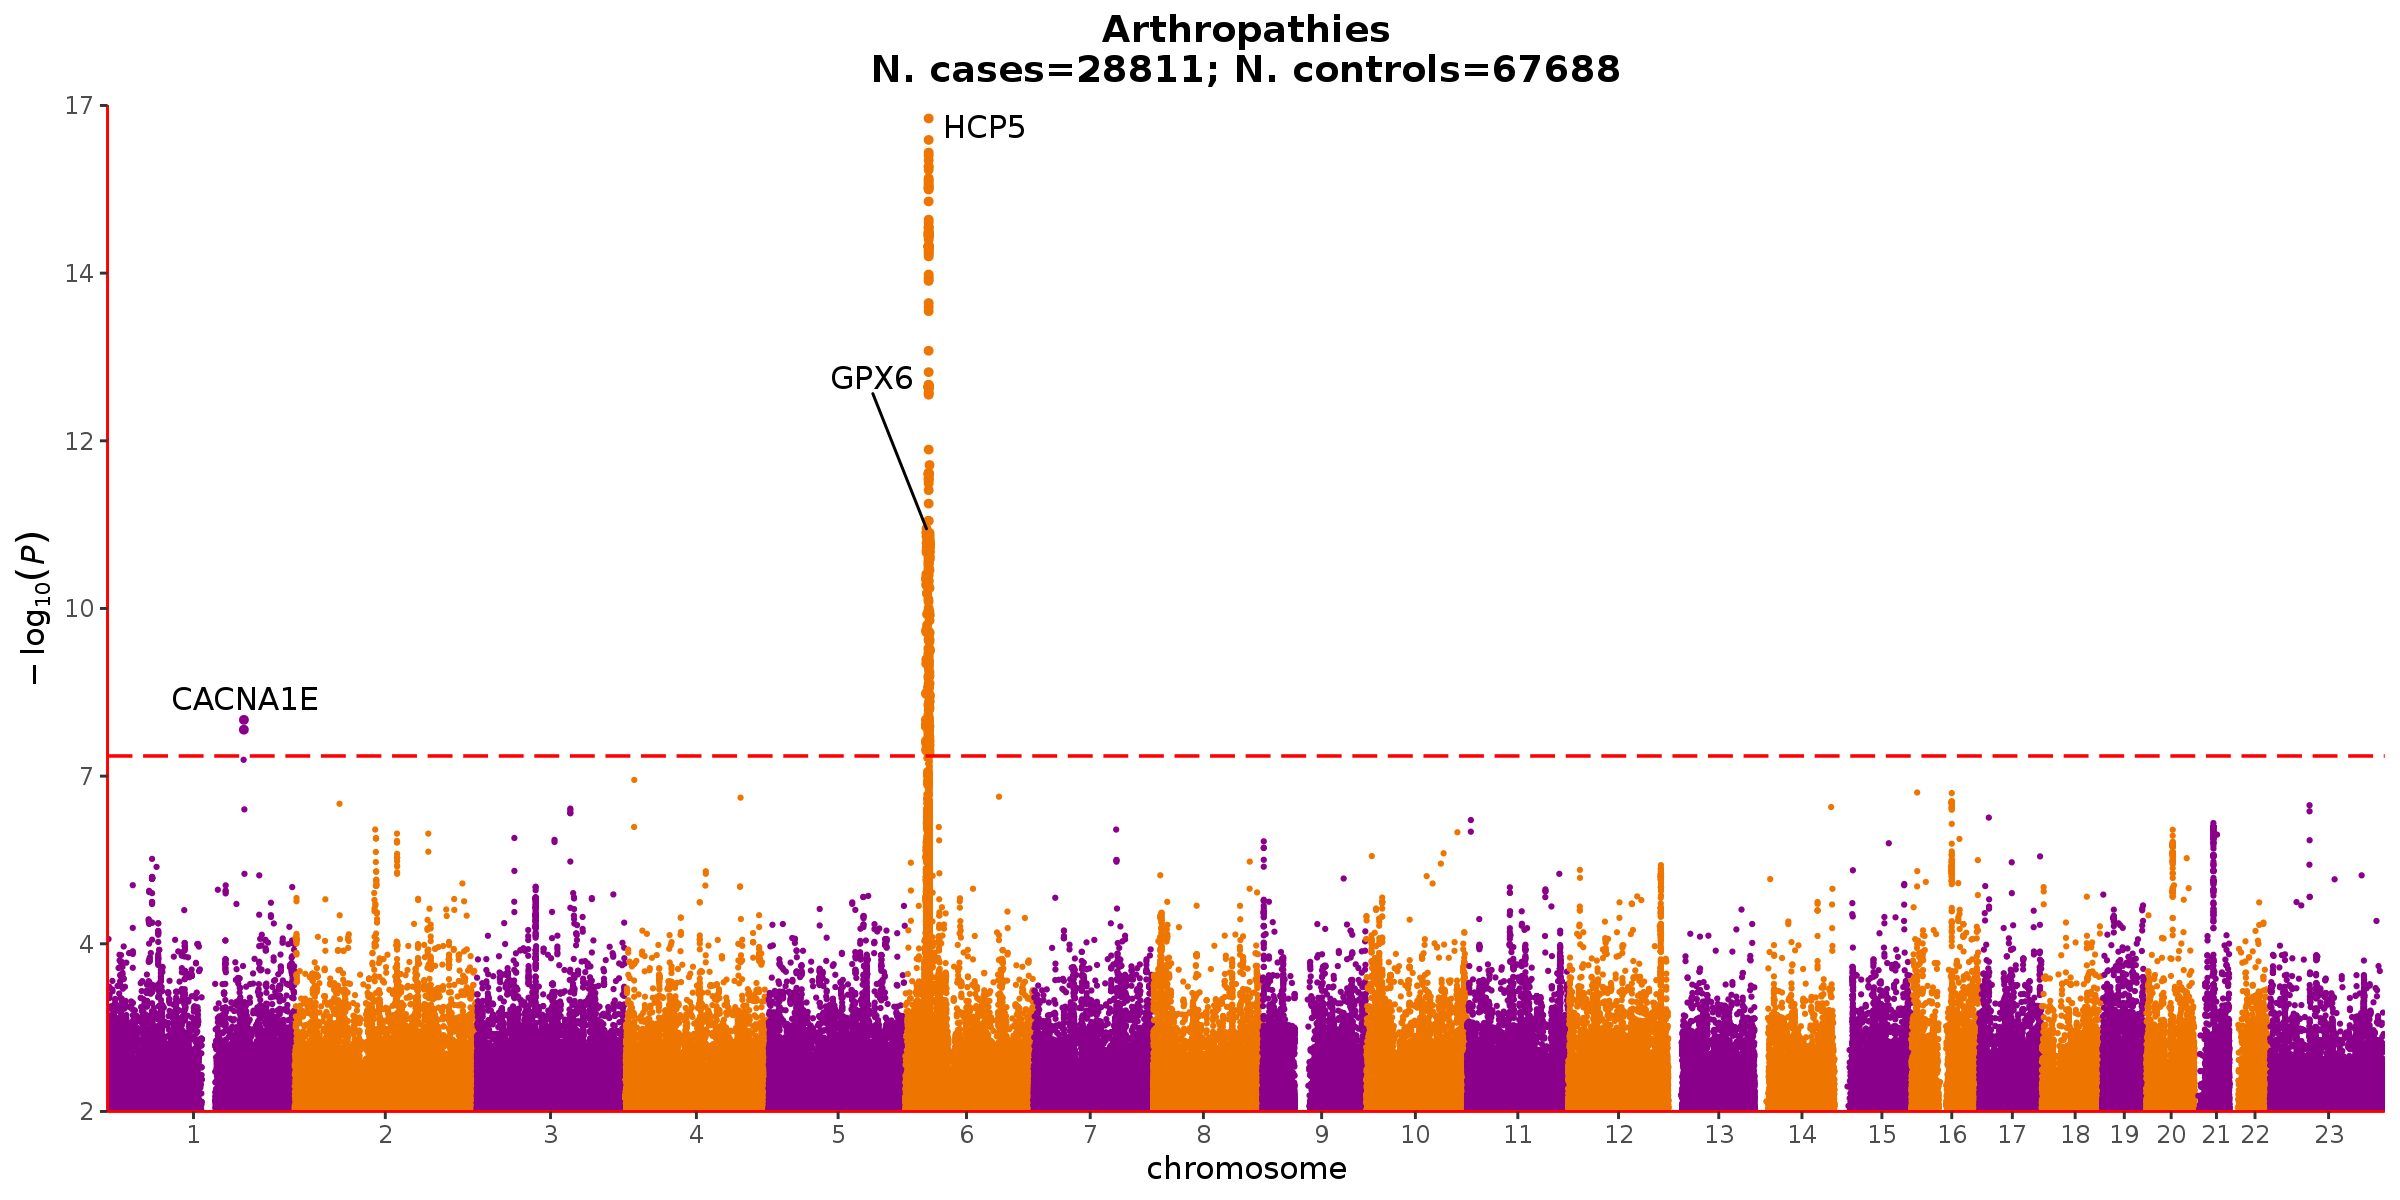 Arthropathies
N. cases=28811; N. controls=67688
17
HCP5
14
GPX6
12
10
CACNA1E
7
4
2
−log10(P)
1 2 3 4 5 6 7 8 9 10 11 12 13 14 15 16 17 18 19 20 21 22 23
chromosome